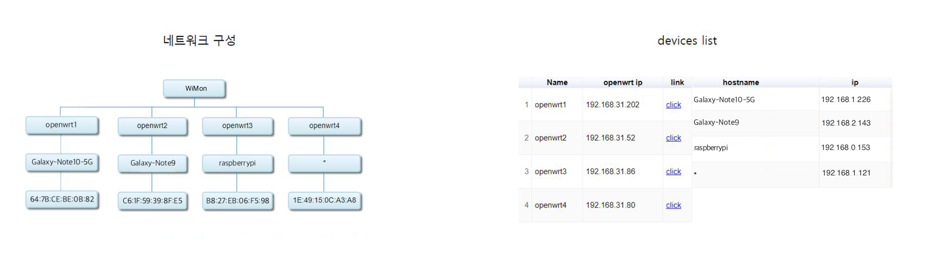 네트워크 구성
WiMon
openwrt1 openwrt2 openwrt3 openwrt4
Galaxy-Note10-5G Galaxy-Note9 raspberrypi *
64:7B:CE:BE:0B:82 C6:1F:59:39:8F:E5 B8:27:EB:06:F5:98 1E:49:15:0C:A3:A8
devices list
Name openwrt ip link hostname ip
1 openwrt1 192.168.31.202 click Galaxy-Note10-5G 192.168.1.226
2 openwrt2 192.168.31.52 click Galaxy-Note9 192.168.2.143
3 openwrt3 192.168.31.86 click raspberrypi 192.168.0.153
4 openwrt4 192.168.31.80 click * 192.168.1.121